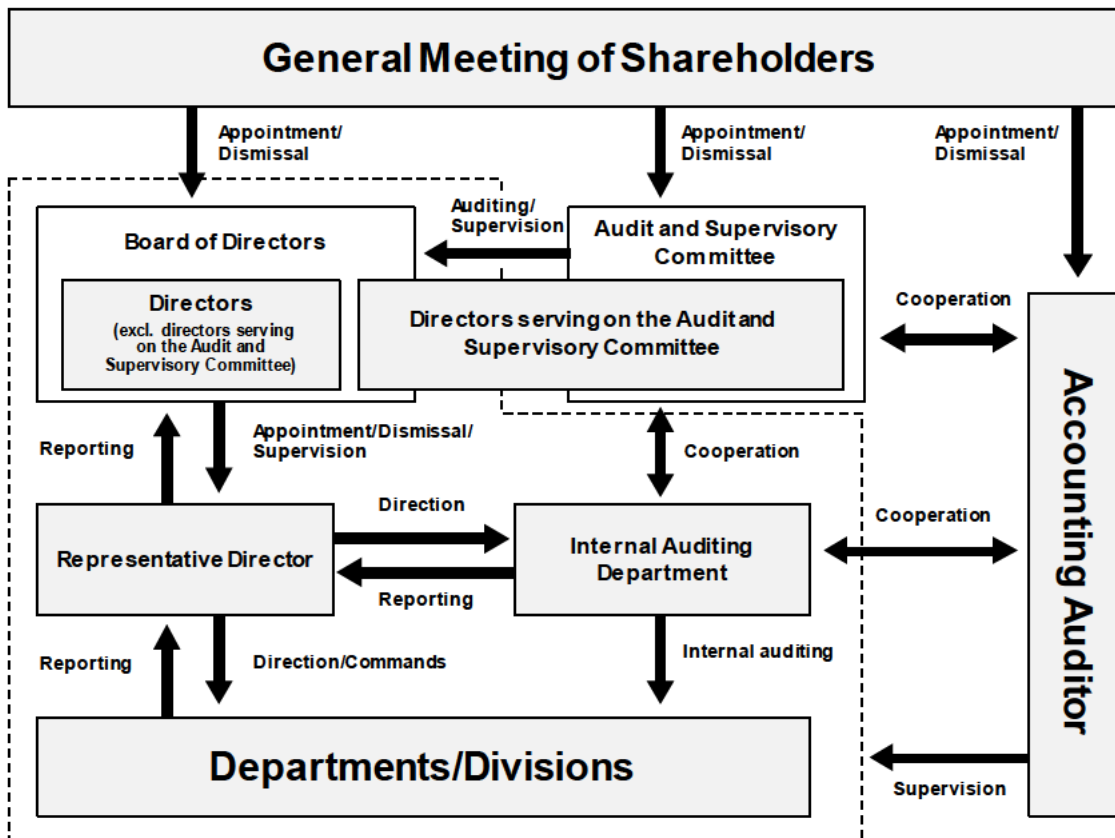 General Meeting of Shareholders
Appointment/
Dismissal
Appointment/
Dismissal
Appointment/
Dismissal
Board of Directors
Auditing/
Supervision
Audit and Supervisory
Committee
Directors
(excl. directors serving
on the Audit and
Supervisory Committee)
Directors serving on the Audit and
Supervisory Committee
Cooperation
Accounting Auditor
Reporting
Appointment/Dismissal/
Supervision
Cooperation
Representative Director
Direction
Reporting
Internal Auditing
Department
Cooperation
Reporting
Direction/Commands
Internal auditing
Departments/Divisions
Supervision